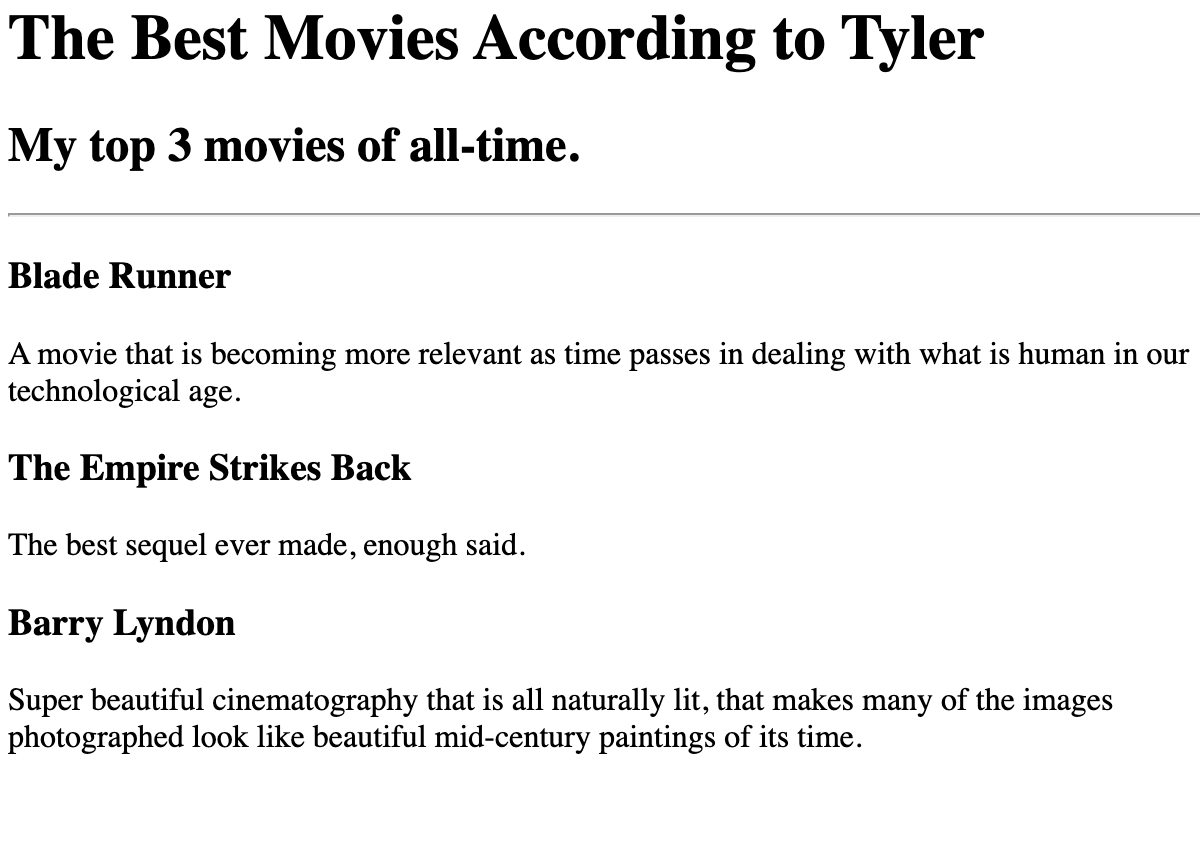 The Best Movies According to Tyler
My top 3 movies of all-time.
Blade Runner
A movie that is becoming more relevant as time passes in dealing with what is human in our
technological age.
The Empire Strikes Back
The best sequel ever made, enough said.
Barry Lyndon
Super beautiful cinematography that is all naturally lit, that makes many of the images
photographed look like beautiful mid-century paintings of its time.